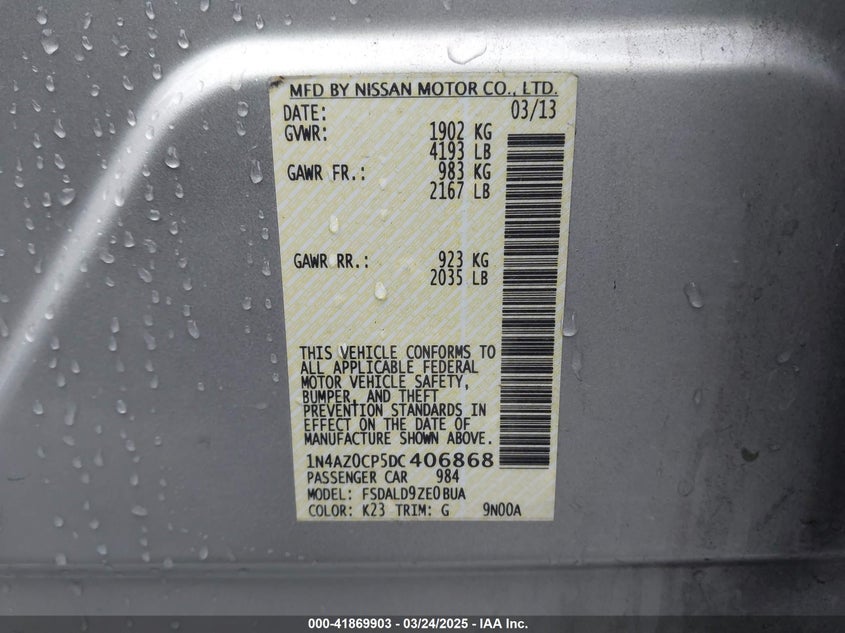 MFD BY NISSAN MOTOR CO., LTD.
DATE: 03/13
GVWR: 1902 KG
4193 LB
GAWR FR.: 983 KG
2167 LB
GAWR RR.: 923 KG
2035 LB
THIS VEHICLE CONFORMS TO
ALL APPLICABLE FEDERAL
MOTOR VEHICLE SAFETY,
BUMPER, AND THEFT
PREVENTION STANDARDS IN
EFFECT ON THE DATE OF
MANUFACTURE SHOWN ABOVE.
1N4AZ0CP5DC406868
PASSENGER CAR 984
MODEL: FSDALD9ZE0BUA
COLOR: K23 TRIM: G 9N00A
000-41869903 - 03/24/2025 - IAA Inc.